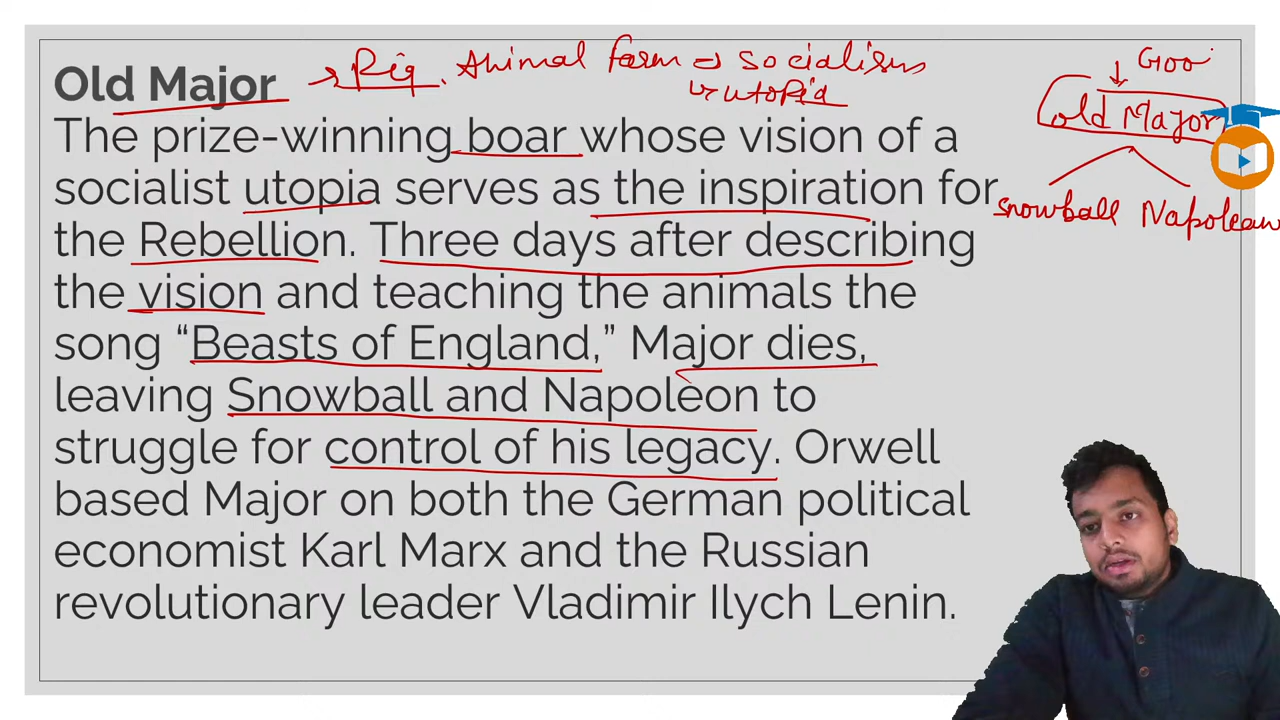 Old Major → Pig. Animal farm → socialism
↳ utopia
↓ Goo
old Major
Snowball Napolean
The prize-winning boar whose vision of a
socialist utopia serves as the inspiration for
the Rebellion. Three days after describing
the vision and teaching the animals the
song “Beasts of England,” Major dies,
leaving Snowball and Napoleon to
struggle for control of his legacy. Orwell
based Major on both the German political
economist Karl Marx and the Russian
revolutionary leader Vladimir Ilych Lenin.